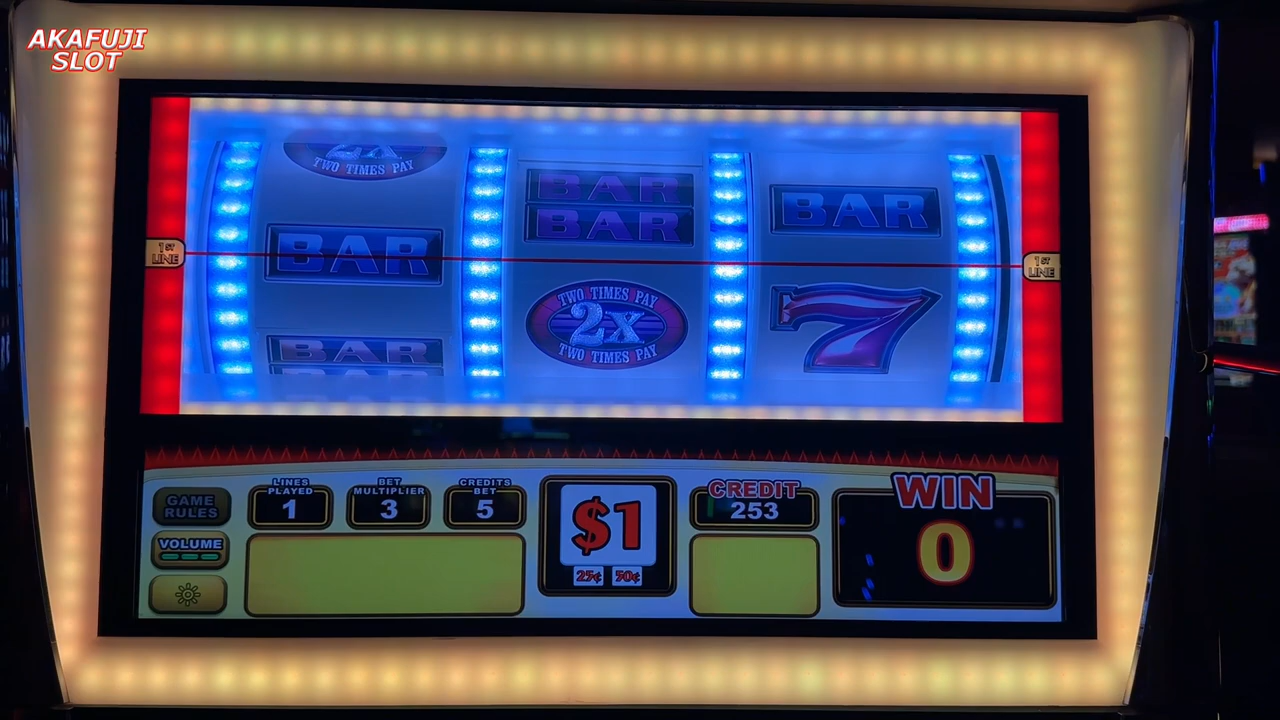 AKAFUJI
SLOT
TWO TIMES PAY
BAR
BAR
BAR
BAR
TWO TIMES PAY
2x
TWO TIMES PAY
BAR
7
BAR
1ST
LINE
1ST
LINE
GAME
RULES
VOLUME
LINES
PLAYED
1
BET
MULTIPLIER
3
CREDITS
BET
5
$1
25¢
50¢
CREDIT
253
WIN
0